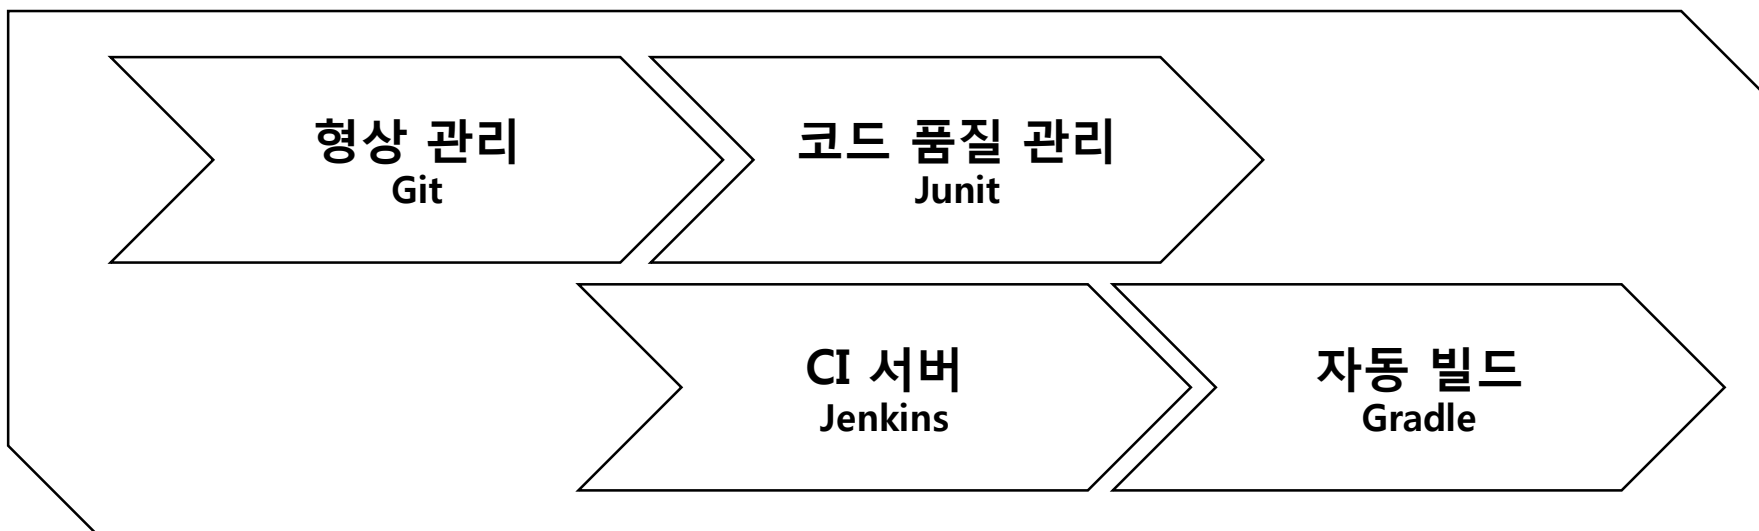 형상 관리
Git
코드 품질 관리
Junit
CI 서버
Jenkins
자동 빌드
Gradle